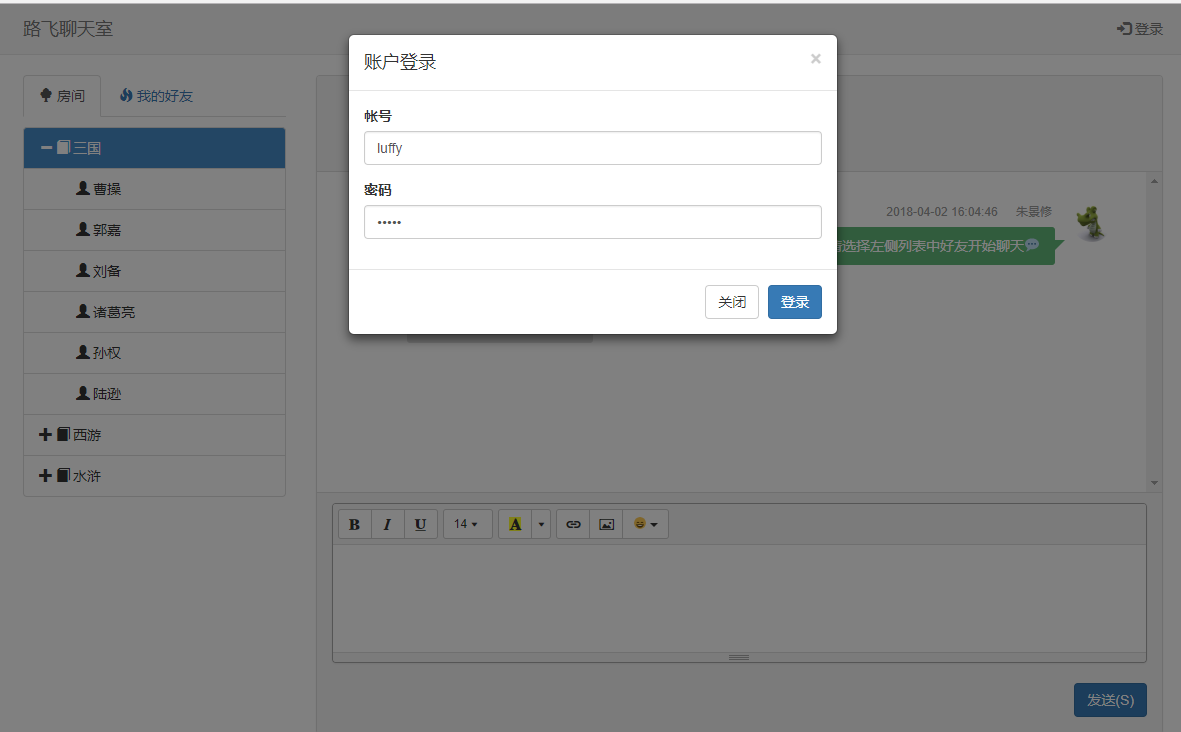 路飞聊天室
登录
账户登录
×
帐号
luffy
密码
•••••
关闭
登录
房间
我的好友
三国
曹操
郭嘉
刘备
诸葛亮
孙权
陆逊
西游
水浒
2018-04-02 16:04:46 朱景修
选择左侧列表中好友开始聊天
B I U 14 A
发送(S)